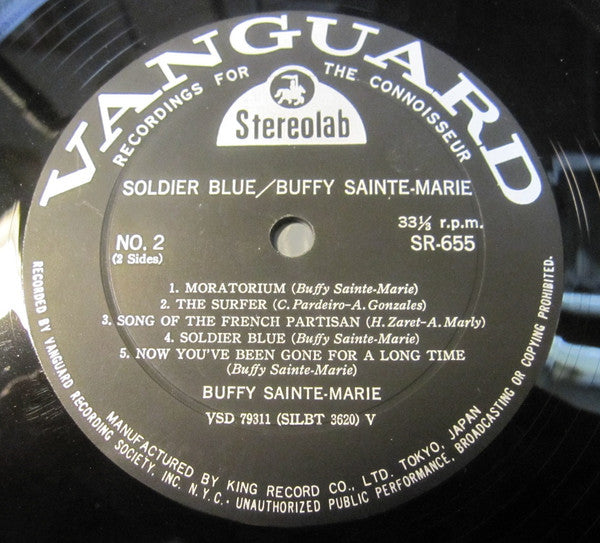 VANGUARD
RECORDINGS FOR THE CONNOISSEUR
Stereolab
SOLDIER BLUE/BUFFY SAINTE-MARIE
NO. 2
(2 Sides)
33⅓ r.p.m.
SR-655
1. MORATORIUM (Buffy Sainte-Marie)
2. THE SURFER (C. Pardeiro-A. Gonzales)
3. SONG OF THE FRENCH PARTISAN (H. Zaret-A. Marly)
4. SOLDIER BLUE (Buffy Sainte-Marie)
5. NOW YOU'VE BEEN GONE FOR A LONG TIME
(Buffy Sainte-Marie)
BUFFY SAINTE-MARIE
VSD 79311 (SILBT 3620) V
MANUFACTURED BY KING RECORD CO., LTD. TOKYO, JAPAN
RECORDED BY VANGUARD RECORDING SOCIETY, INC. N.Y.C. · UNAUTHORIZED PUBLIC PERFORMANCE, BROADCASTING OR COPYING PROHIBITED.